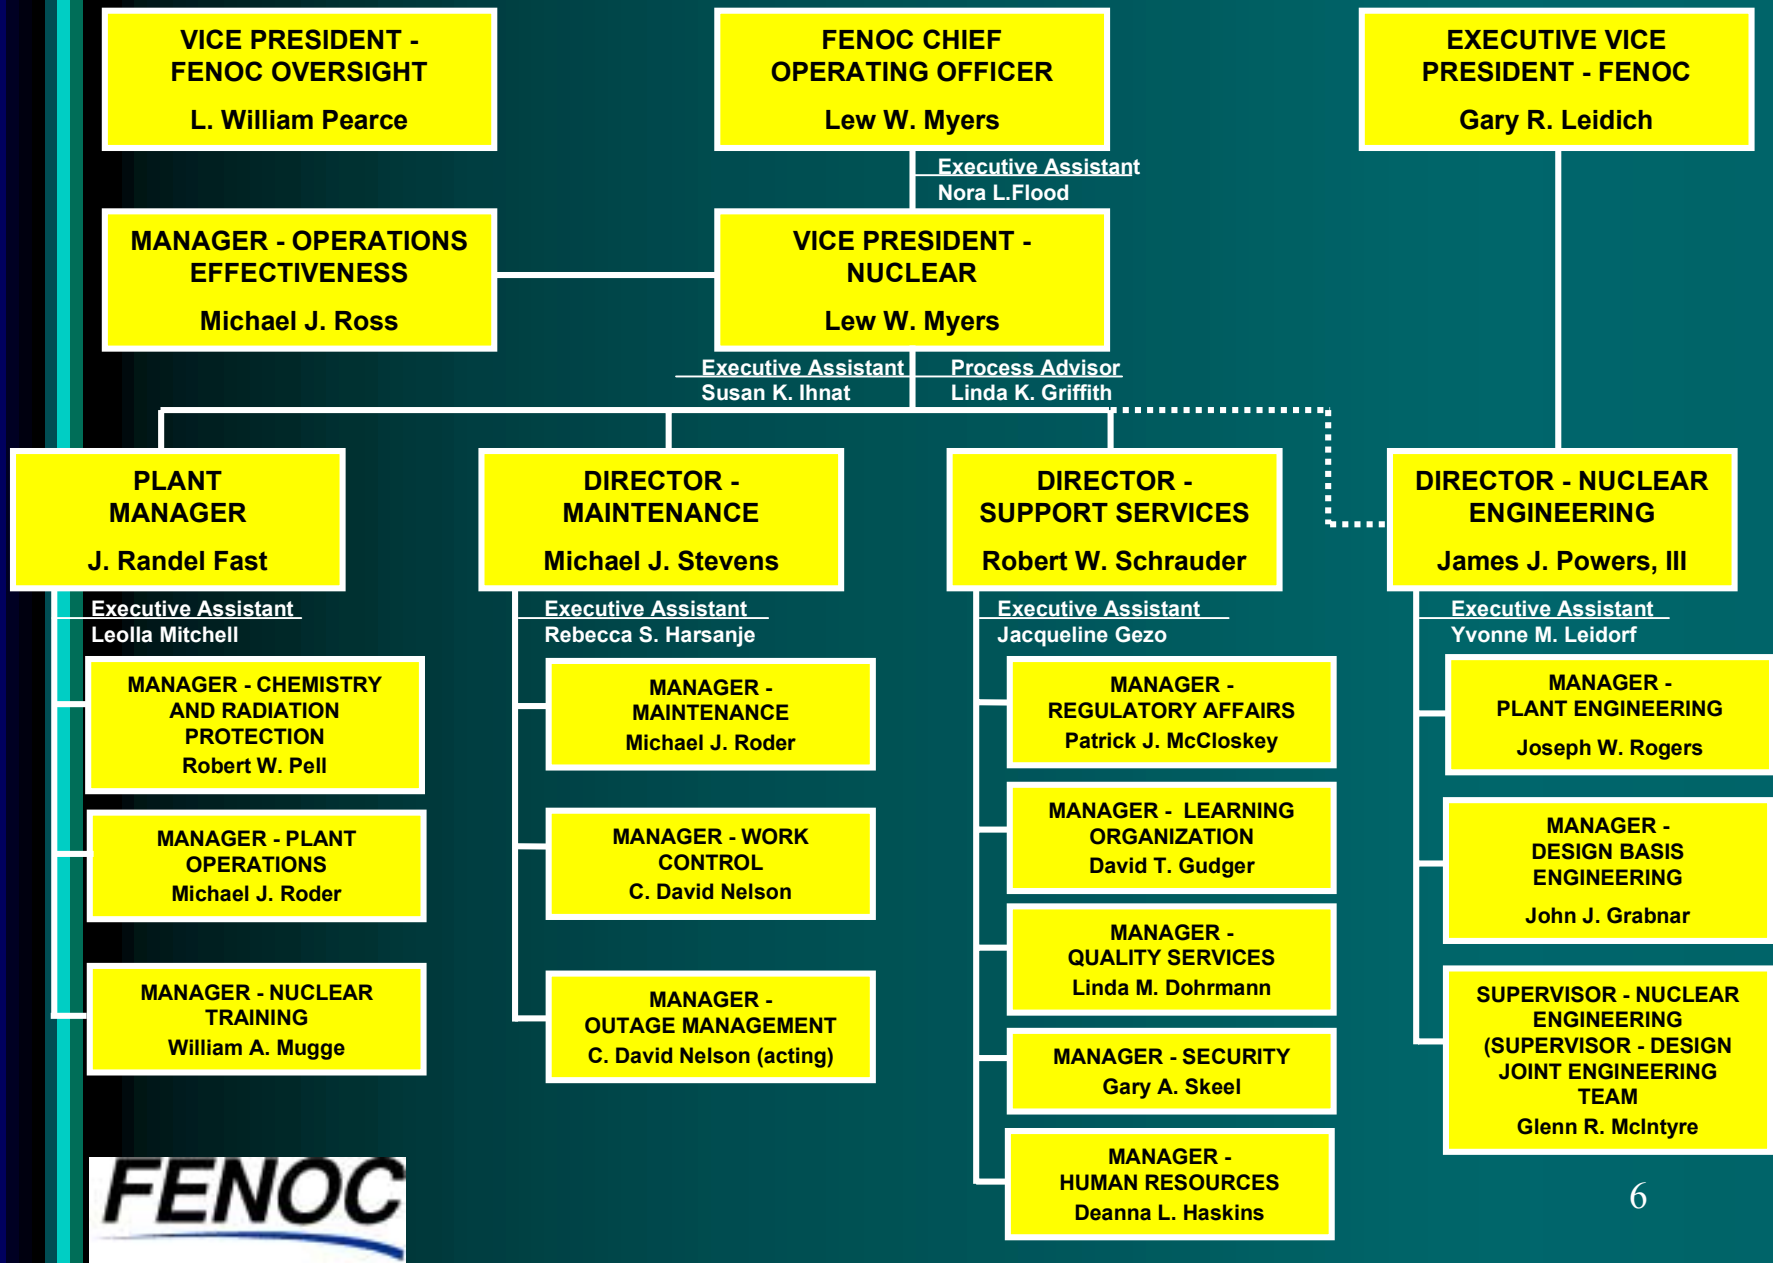 VICE PRESIDENT -
FENOC OVERSIGHT
L. William Pearce
FENOC CHIEF
OPERATING OFFICER
Lew W. Myers
EXECUTIVE VICE
PRESIDENT - FENOC
Gary R. Leidich
Executive Assistant
Nora L.Flood
MANAGER - OPERATIONS
EFFECTIVENESS
Michael J. Ross
VICE PRESIDENT -
NUCLEAR
Lew W. Myers
Executive Assistant
Susan K. Ihnat
Process Advisor
Linda K. Griffith
PLANT
MANAGER
J. Randel Fast
Executive Assistant
Leolla Mitchell
MANAGER - CHEMISTRY
AND RADIATION
PROTECTION
Robert W. Pell
MANAGER - PLANT
OPERATIONS
Michael J. Roder
MANAGER - NUCLEAR
TRAINING
William A. Mugge
DIRECTOR -
MAINTENANCE
Michael J. Stevens
Executive Assistant
Rebecca S. Harsanje
MANAGER -
MAINTENANCE
Michael J. Roder
MANAGER - WORK
CONTROL
C. David Nelson
MANAGER -
OUTAGE MANAGEMENT
C. David Nelson (acting)
DIRECTOR -
SUPPORT SERVICES
Robert W. Schrauder
Executive Assistant
Jacqueline Gezo
MANAGER -
REGULATORY AFFAIRS
Patrick J. McCloskey
MANAGER - LEARNING
ORGANIZATION
David T. Gudger
MANAGER -
QUALITY SERVICES
Linda M. Dohrmann
MANAGER - SECURITY
Gary A. Skeel
MANAGER -
HUMAN RESOURCES
Deanna L. Haskins
DIRECTOR - NUCLEAR
ENGINEERING
James J. Powers, III
Executive Assistant
Yvonne M. Leidorf
MANAGER -
PLANT ENGINEERING
Joseph W. Rogers
MANAGER -
DESIGN BASIS
ENGINEERING
John J. Grabnar
SUPERVISOR - NUCLEAR
ENGINEERING
(SUPERVISOR - DESIGN
JOINT ENGINEERING
TEAM
Glenn R. McIntyre
FENOC
6